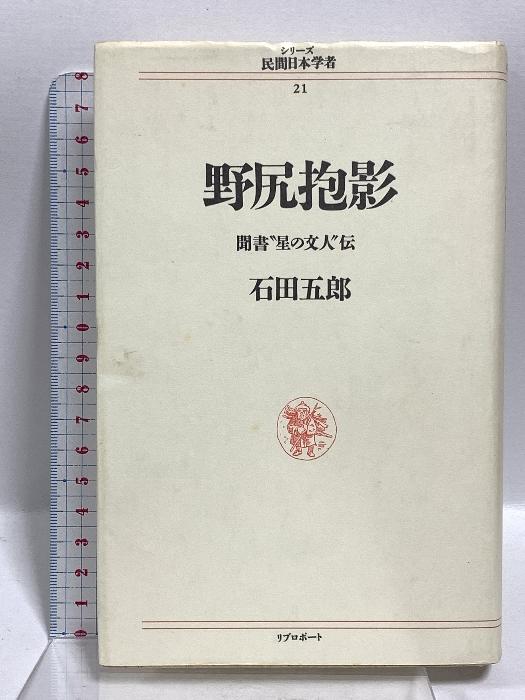 シリーズ
民間日本学者
21
野尻抱影
聞書〝星の文人〟伝
石田五郎
リブロポート